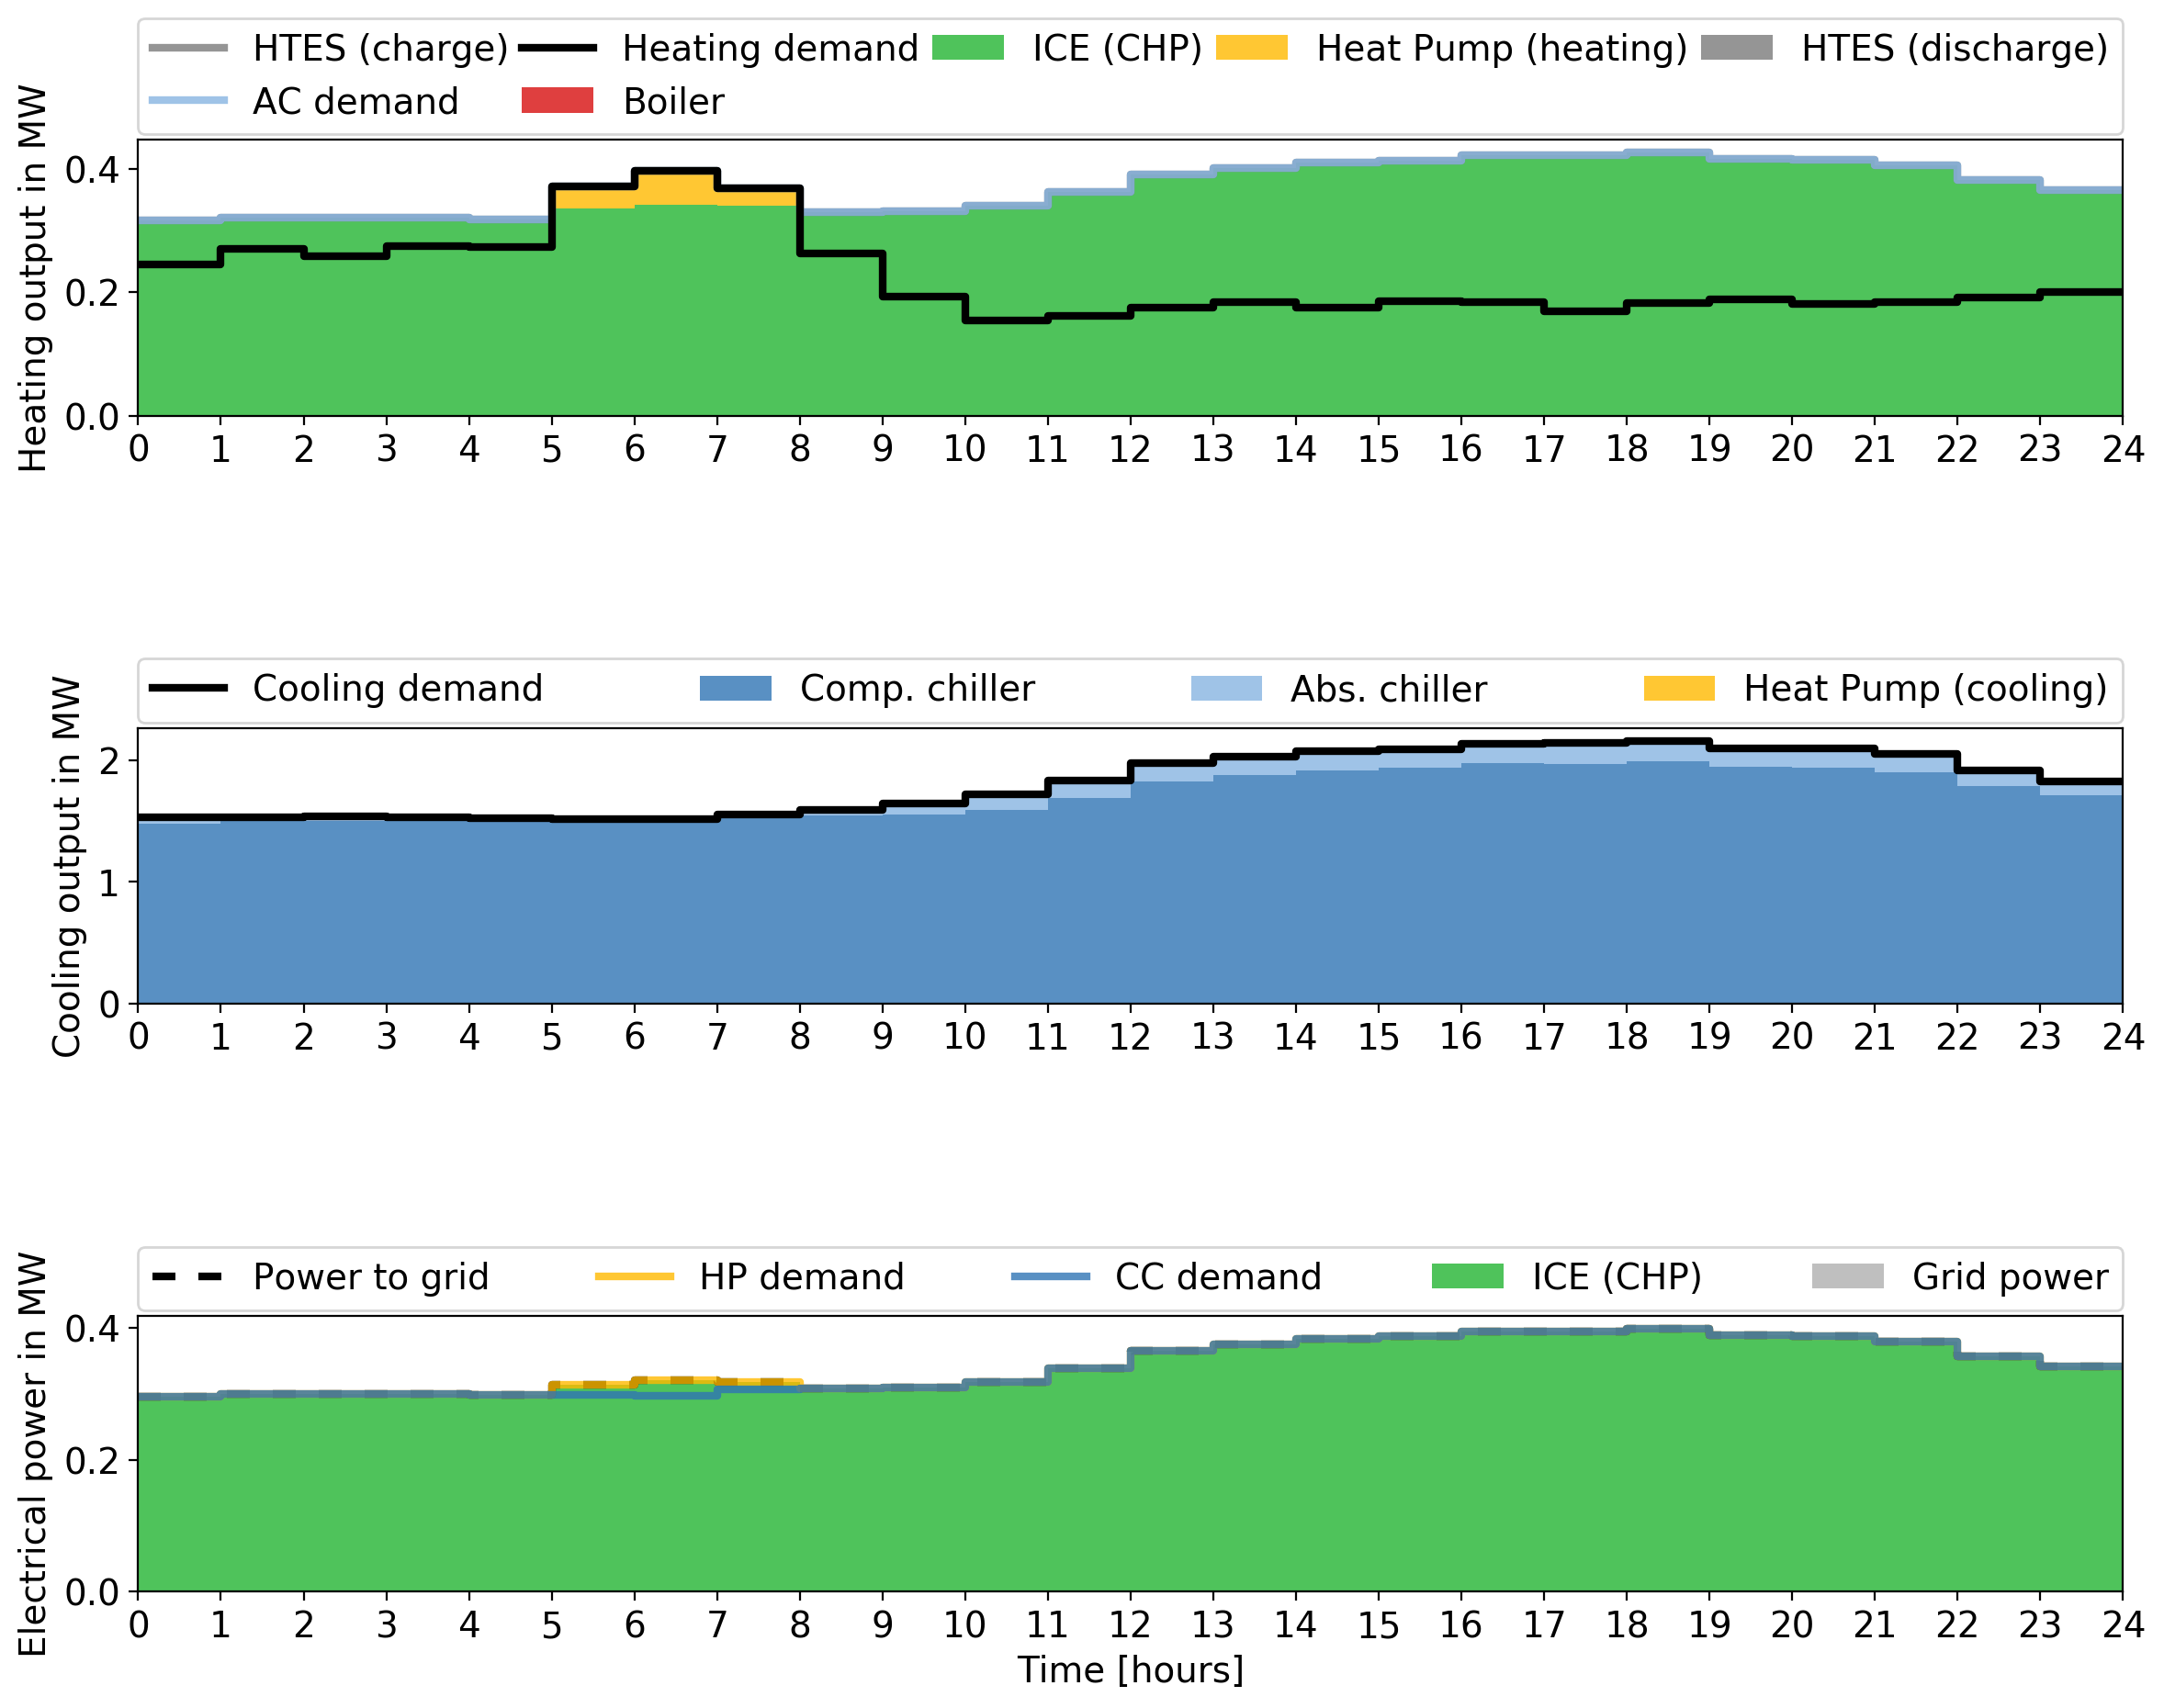 HTES (charge) Heating demand ICE (CHP) Heat Pump (heating) HTES (discharge)
AC demand Boiler
Heating output in MW
0.4
0.2
0.0
0 1 2 3 4 5 6 7 8 9 10 11 12 13 14 15 16 17 18 19 20 21 22 23 24
Cooling demand Comp. chiller Abs. chiller Heat Pump (cooling)
Cooling output in MW
2
1
0
0 1 2 3 4 5 6 7 8 9 10 11 12 13 14 15 16 17 18 19 20 21 22 23 24
Power to grid HP demand CC demand ICE (CHP) Grid power
Electrical power in MW
0.4
0.2
0.0
0 1 2 3 4 5 6 7 8 9 10 11 12 13 14 15 16 17 18 19 20 21 22 23 24
Time [hours]